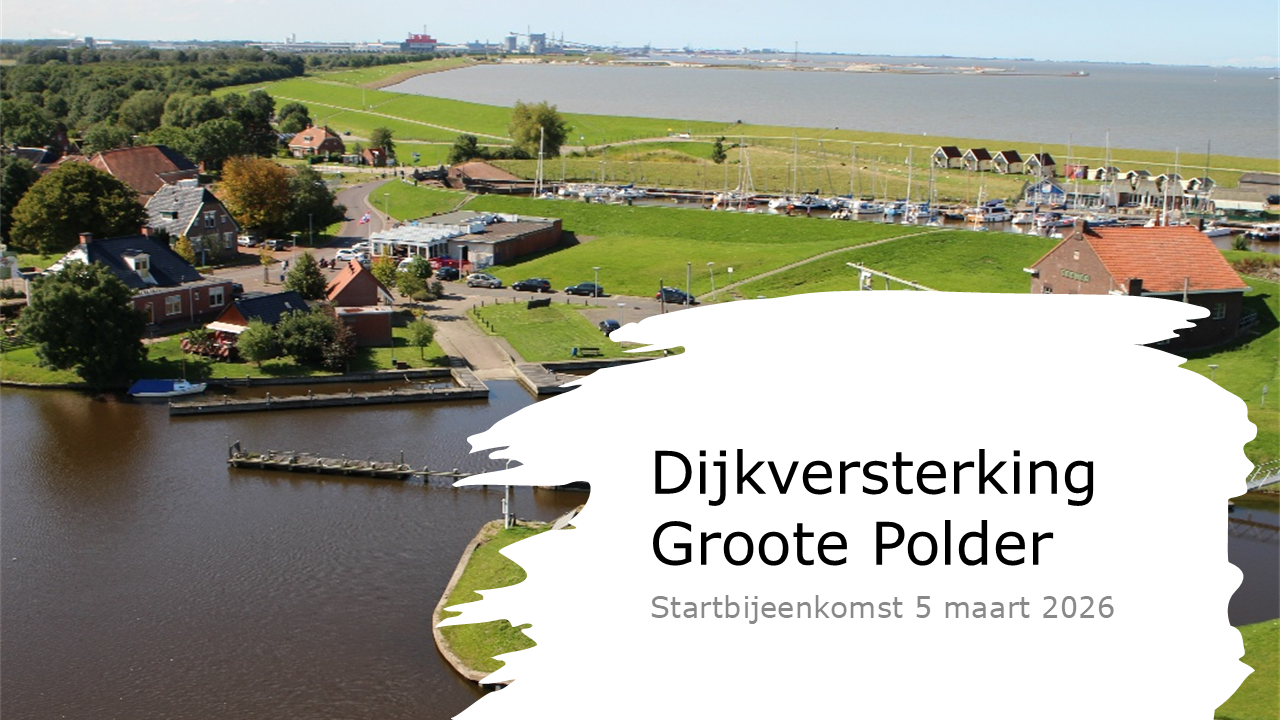 Dijkversterking
Groote Polder
Startbijeenkomst 5 maart 2026